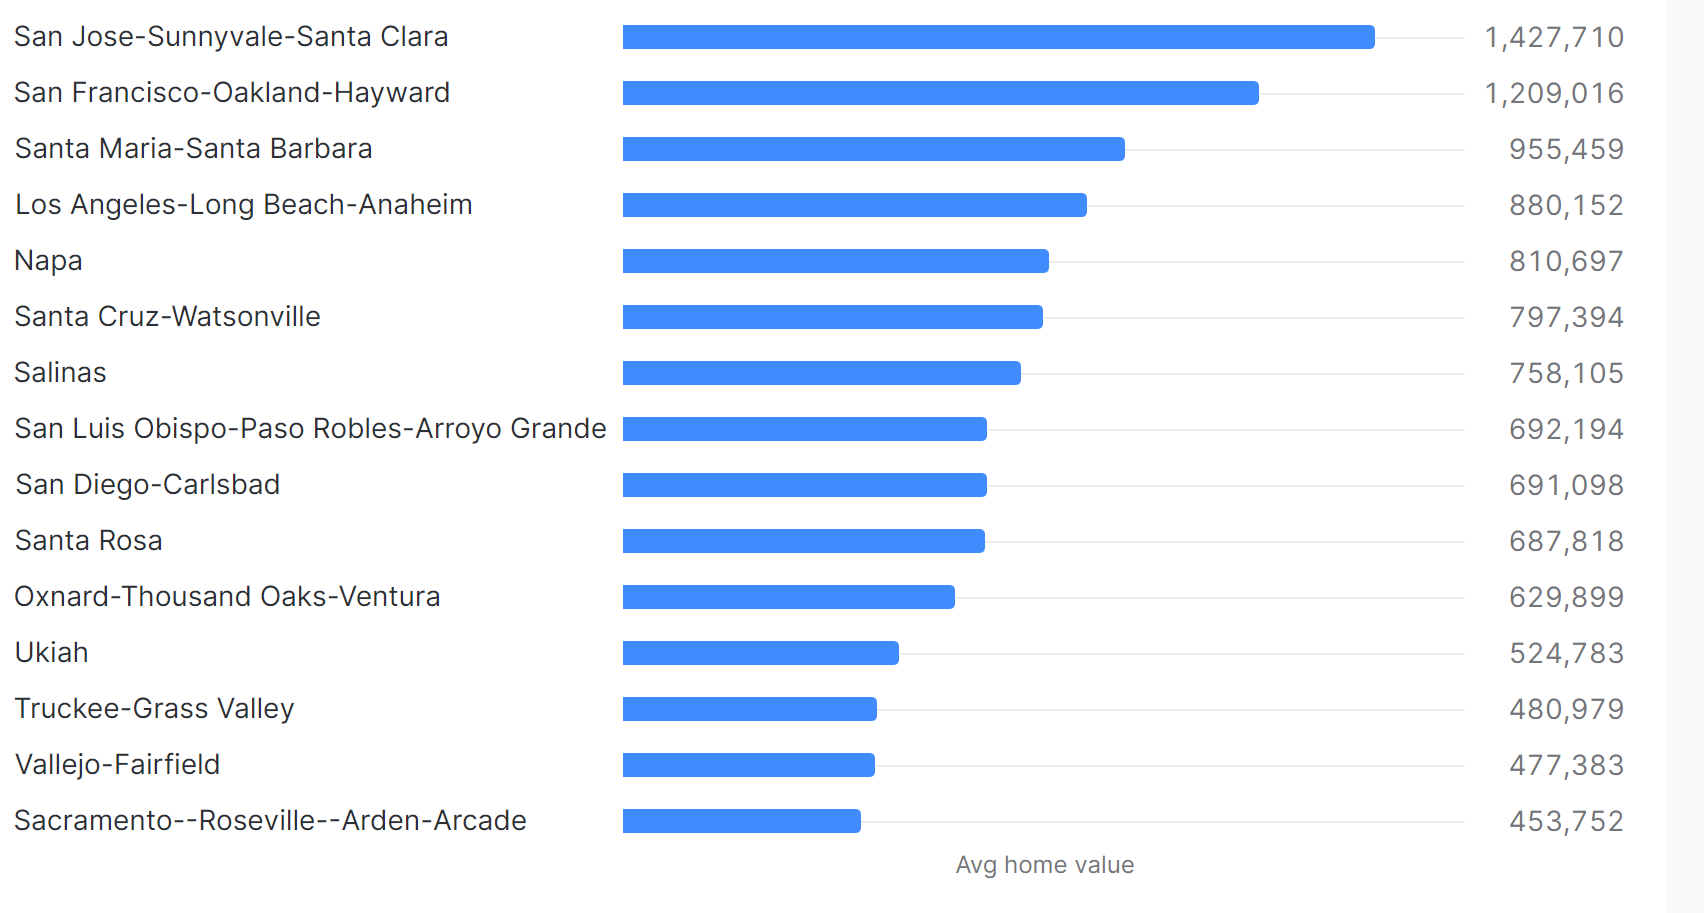 San Jose-Sunnyvale-Santa Clara 1,427,710
San Francisco-Oakland-Hayward 1,209,016
Santa Maria-Santa Barbara 955,459
Los Angeles-Long Beach-Anaheim 880,152
Napa 810,697
Santa Cruz-Watsonville 797,394
Salinas 758,105
San Luis Obispo-Paso Robles-Arroyo Grande 692,194
San Diego-Carlsbad 691,098
Santa Rosa 687,818
Oxnard-Thousand Oaks-Ventura 629,899
Ukiah 524,783
Truckee-Grass Valley 480,979
Vallejo-Fairfield 477,383
Sacramento--Roseville--Arden-Arcade 453,752
Avg home value